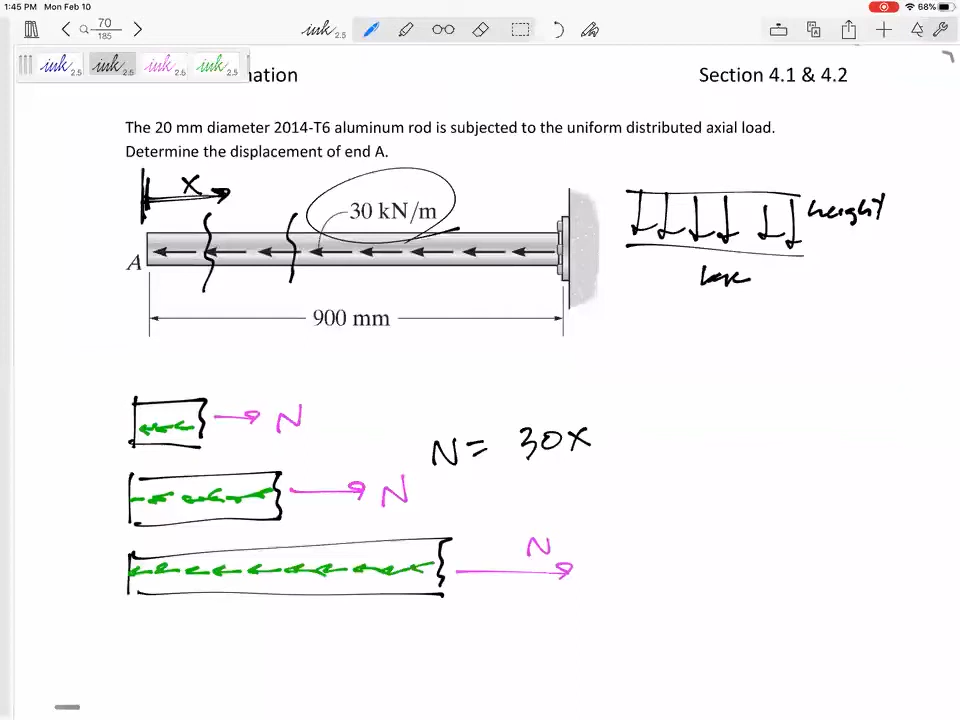 1:45 PM Mon Feb 10
68%
70
185
ink 2.5
ink 2.5 ink 2.5 ink 2.5 ink 2.5
nation
Section 4.1 & 4.2
The 20 mm diameter 2014-T6 aluminum rod is subjected to the uniform distributed axial load.
Determine the displacement of end A.
X
30 kN/m
height
A
900 mm
N
N = 30x
N
N